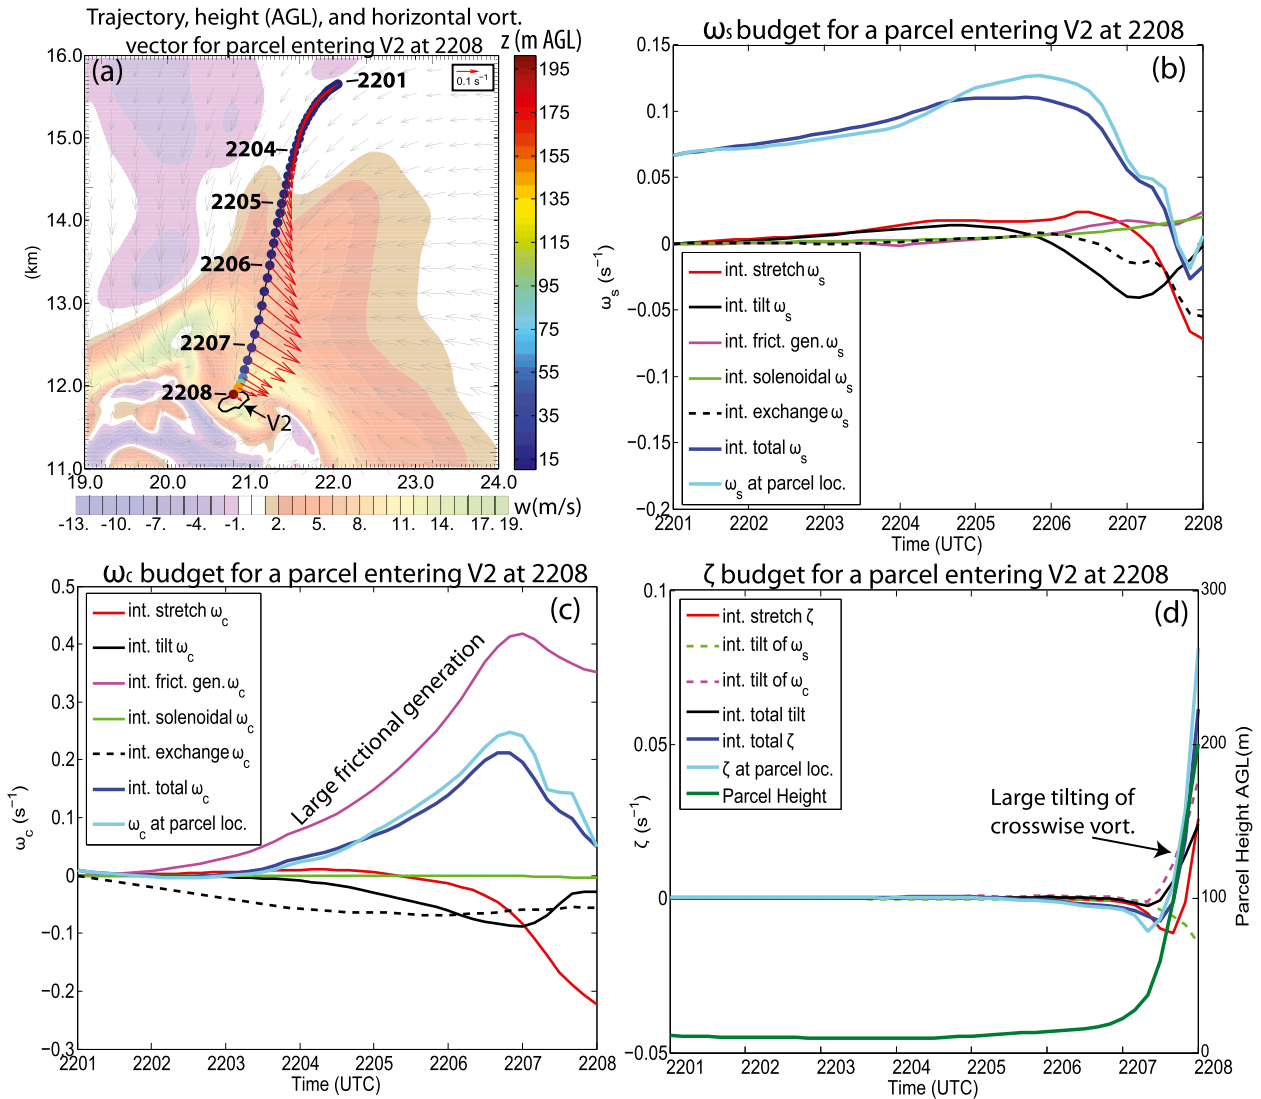 Trajectory, height (AGL), and horizontal vort.
vector for parcel entering V2 at 2208
z (m AGL)
(a)
0.1 s⁻¹
2201
2204
2205
2206
2207
2208
V2
16.0
15.0
14.0
13.0
12.0
11.0
(km)
19.0 20.0 21.0 22.0 23.0 24.0
195
175
155
135
115
95
75
55
35
15
-13. -10. -7. -4. -1. 2. 5. 8. 11. 14. 17. 19.
w(m/s)
ωs budget for a parcel entering V2 at 2208
(b)
0.15
0.1
0.05
0
−0.05
−0.1
−0.15
−0.2
ωs (s⁻¹)
int. stretch ωs
int. tilt ωs
int. frict. gen. ωs
int. solenoidal ωs
int. exchange ωs
int. total ωs
ωs at parcel loc.
2201 2202 2203 2204 2205 2206 2207 2208
Time (UTC)
ωc budget for a parcel entering V2 at 2208
(c)
0.5
0.4
0.3
0.2
0.1
0
−0.1
−0.2
−0.3
ωc (s⁻¹)
int. stretch ωc
int. tilt ωc
int. frict. gen. ωc
int. solenoidal ωc
int. exchange ωc
int. total ωc
ωc at parcel loc.
Large frictional generation
2201 2202 2203 2204 2205 2206 2207 2208
Time (UTC)
ζ budget for a parcel entering V2 at 2208
(d)
0.1
0.05
0
−0.05
ζ (s⁻¹)
int. stretch ζ
int. tilt of ωs
int. tilt of ωc
int. total tilt
int. total ζ
ζ at parcel loc.
Parcel Height
Large tilting of
crosswise vort.
300
200
100
0
Parcel Height AGL(m)
2201 2202 2203 2204 2205 2206 2207 2208
Time (UTC)